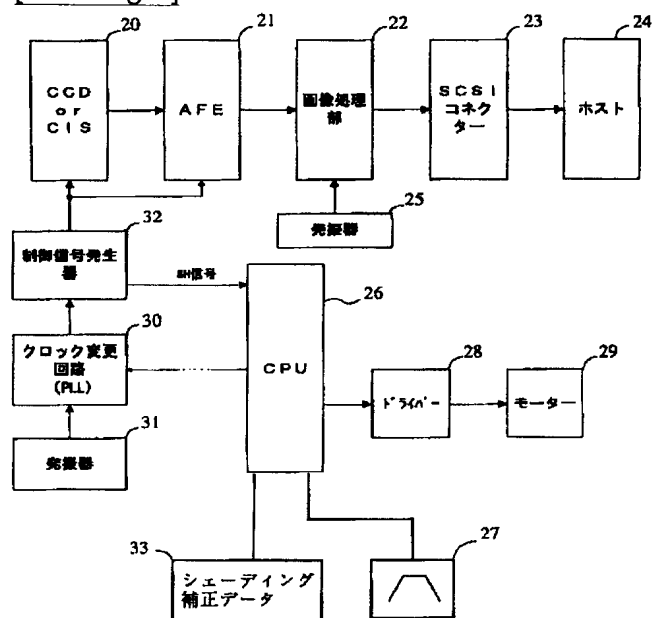 20
21
22
23
24
CCD
or
CIS
AFE
画像処理
部
SCSI
コネクター
ホスト
25
発振器
32
制御信号発生
器
SH信号
26
CPU
30
クロック変更
回路
(PLL)
28
ドライバー
29
モーター
31
発振器
33
シェーディング
補正データ
27